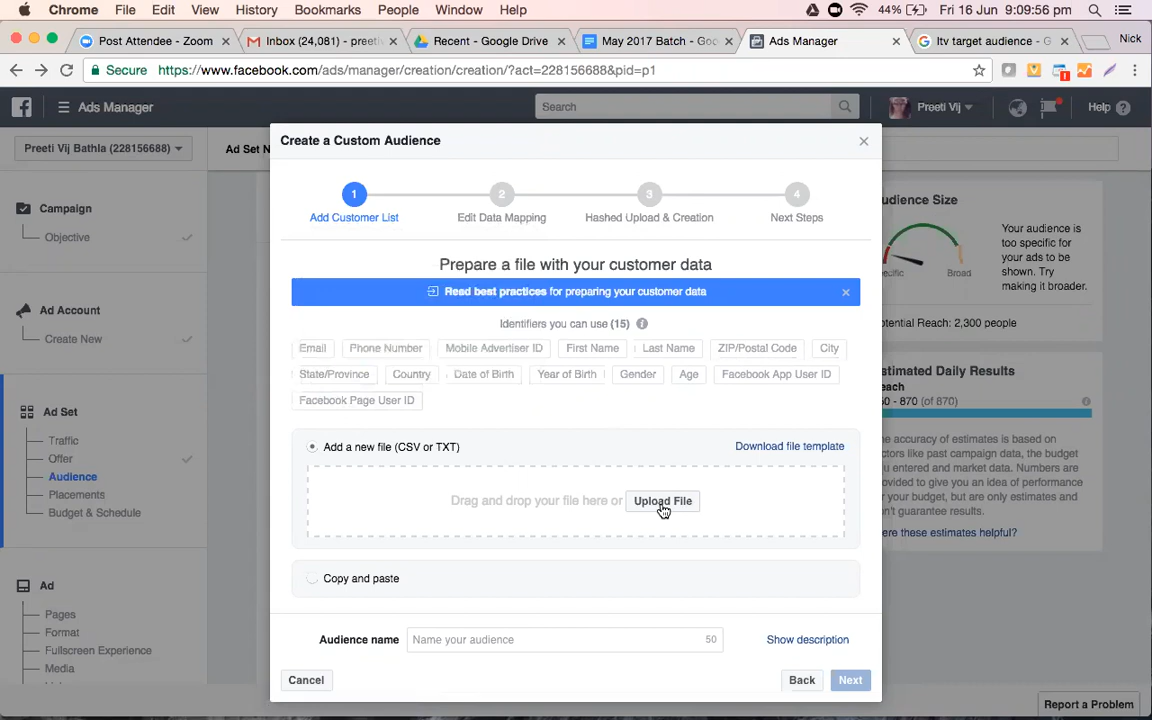 Chrome File Edit View History Bookmarks People Window Help 44% Fri 16 Jun 9:09:56 pm
Post Attendee - Zoom Inbox (24,081) - preeti Recent - Google Drive May 2017 Batch - Go Ads Manager ltv target audience - G Nick
Secure https://www.facebook.com/ads/manager/creation/creation/?act=228156688&pid=p1
Ads Manager Search Preeti Vij Help
Preeti Vij Bathla (228156688) Ad Set N
Campaign
Objective
Ad Account
Create New
Ad Set
Traffic
Offer
Audience
Placements
Budget & Schedule
Ad
Pages
Format
Fullscreen Experience
Media
Create a Custom Audience
1 2 3 4
Add Customer List Edit Data Mapping Hashed Upload & Creation Next Steps
Prepare a file with your customer data
Read best practices for preparing your customer data
Identifiers you can use (15)
Email Phone Number Mobile Advertiser ID First Name Last Name ZIP/Postal Code City
State/Province Country Date of Birth Year of Birth Gender Age Facebook App User ID
Facebook Page User ID
Add a new file (CSV or TXT) Download file template
Drag and drop your file here or Upload File
Copy and paste
Audience name Name your audience 50 Show description
Cancel Back Next
udience Size
Your audience is
too specific for
your ads to be
shown. Try
making it broader.
ecific Broad
otential Reach: 2,300 people
stimated Daily Results
each
0 - 870 (of 870)
he accuracy of estimates is based on
ctors like past campaign data, the budget
u entered and market data. Numbers are
ovided to give you an idea of performance
r your budget, but are only estimates and
n't guarantee results.
ere these estimates helpful?
Report a Problem